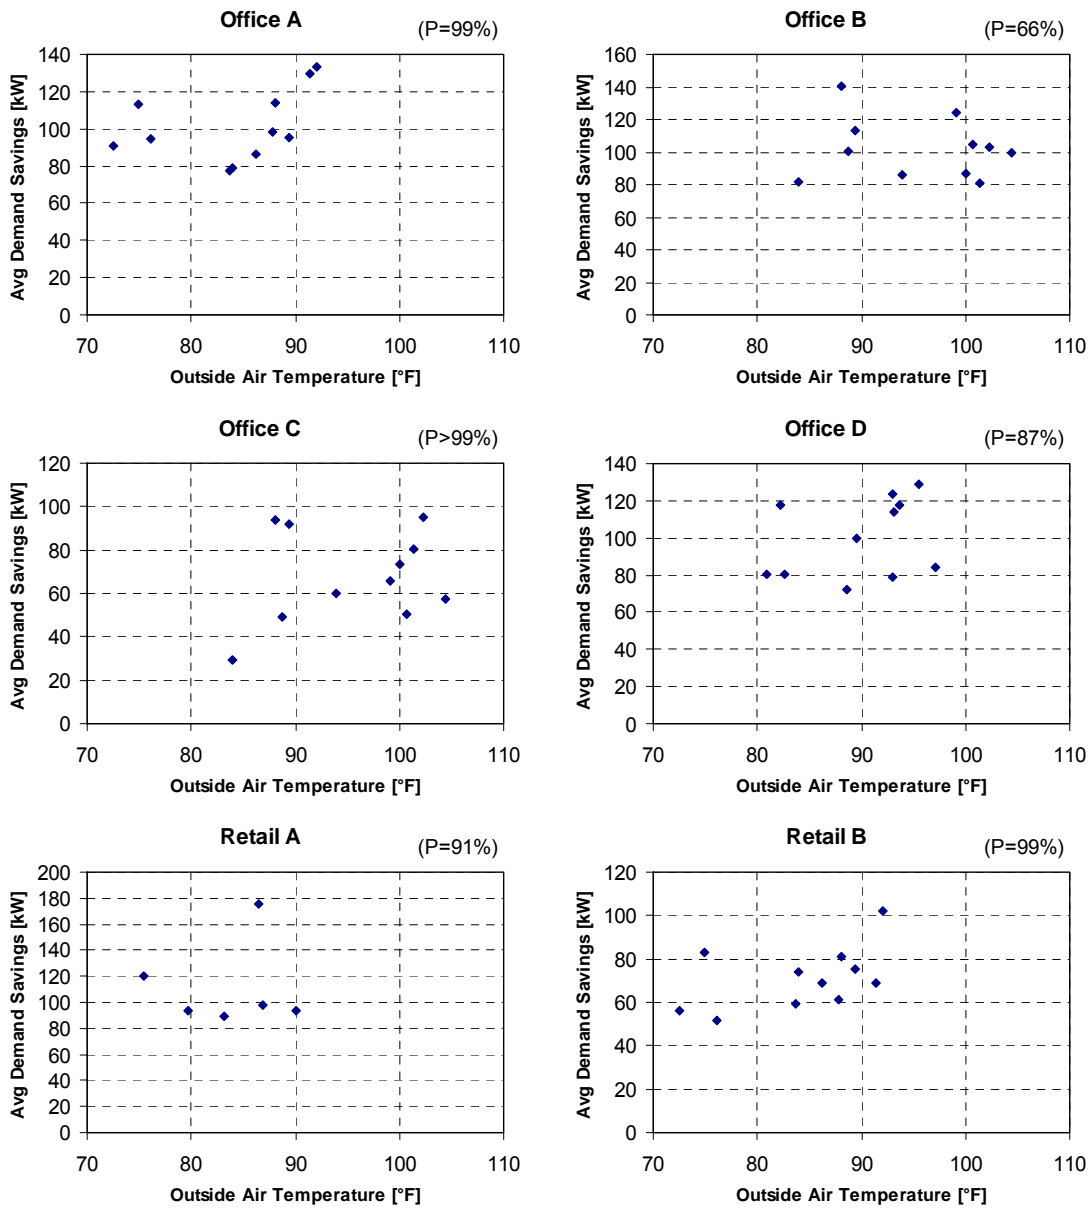 Office A
(P=99%)
Avg Demand Savings [kW]
140
120
100
80
60
40
20
0
70 80 90 100 110
Outside Air Temperature [°F]
Office B
(P=66%)
Avg Demand Savings [kW]
160
140
120
100
80
60
40
20
0
70 80 90 100 110
Outside Air Temperature [°F]
Office C
(P>99%)
Avg Demand Savings [kW]
120
100
80
60
40
20
0
70 80 90 100 110
Outside Air Temperature [°F]
Office D
(P=87%)
Avg Demand Savings [kW]
140
120
100
80
60
40
20
0
70 80 90 100 110
Outside Air Temperature [°F]
Retail A
(P=91%)
Avg Demand Savings [kW]
200
180
160
140
120
100
80
60
40
20
0
70 80 90 100 110
Outside Air Temperature [°F]
Retail B
(P=99%)
Avg Demand Savings [kW]
120
100
80
60
40
20
0
70 80 90 100 110
Outside Air Temperature [°F]